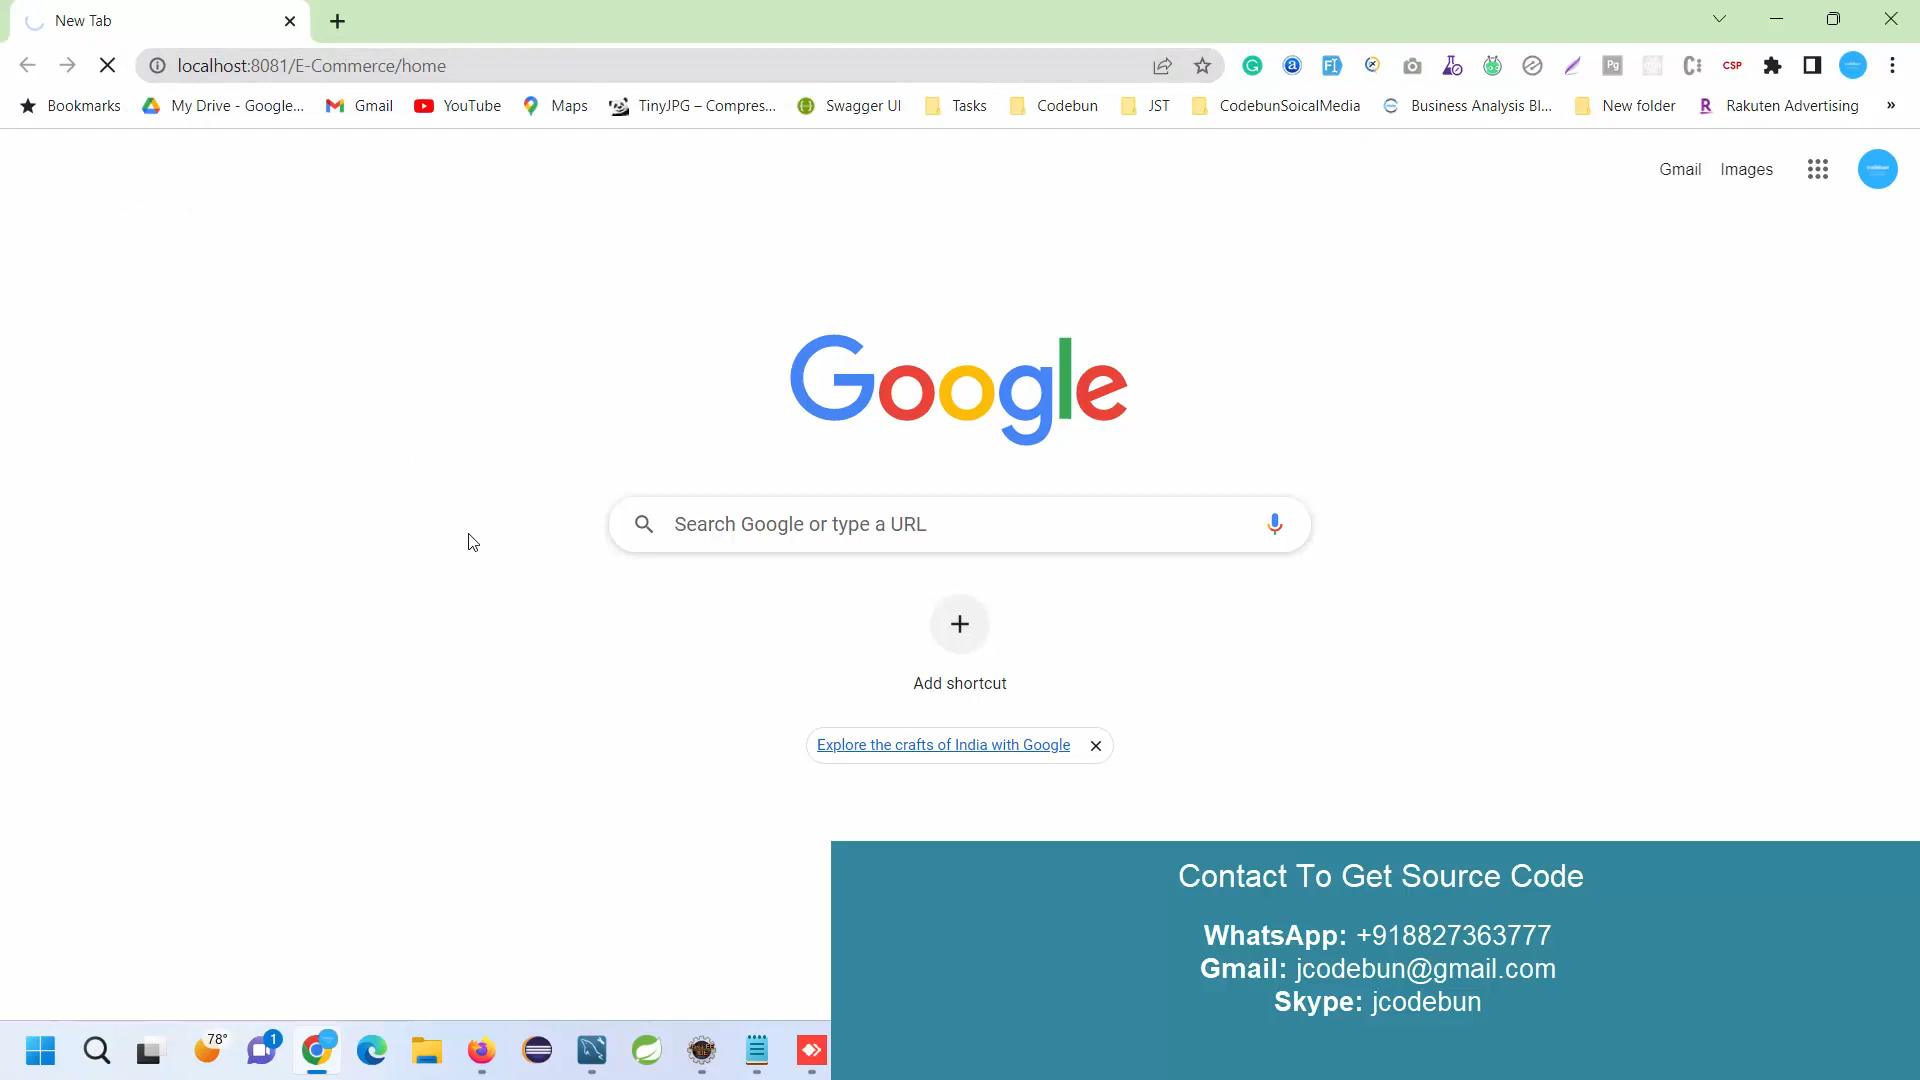 New Tab
localhost:8081/E-Commerce/home
CSP
Bookmarks My Drive - Google... Gmail YouTube Maps TinyJPG – Compres... Swagger UI Tasks Codebun JST CodebunSoicalMedia Business Analysis BI... New folder Rakuten Advertising »
Gmail Images
Google
Search Google or type a URL
Add shortcut
Explore the crafts of India with Google
Contact To Get Source Code
WhatsApp: +918827363777
Gmail: jcodebun@gmail.com
Skype: jcodebun
78°
1